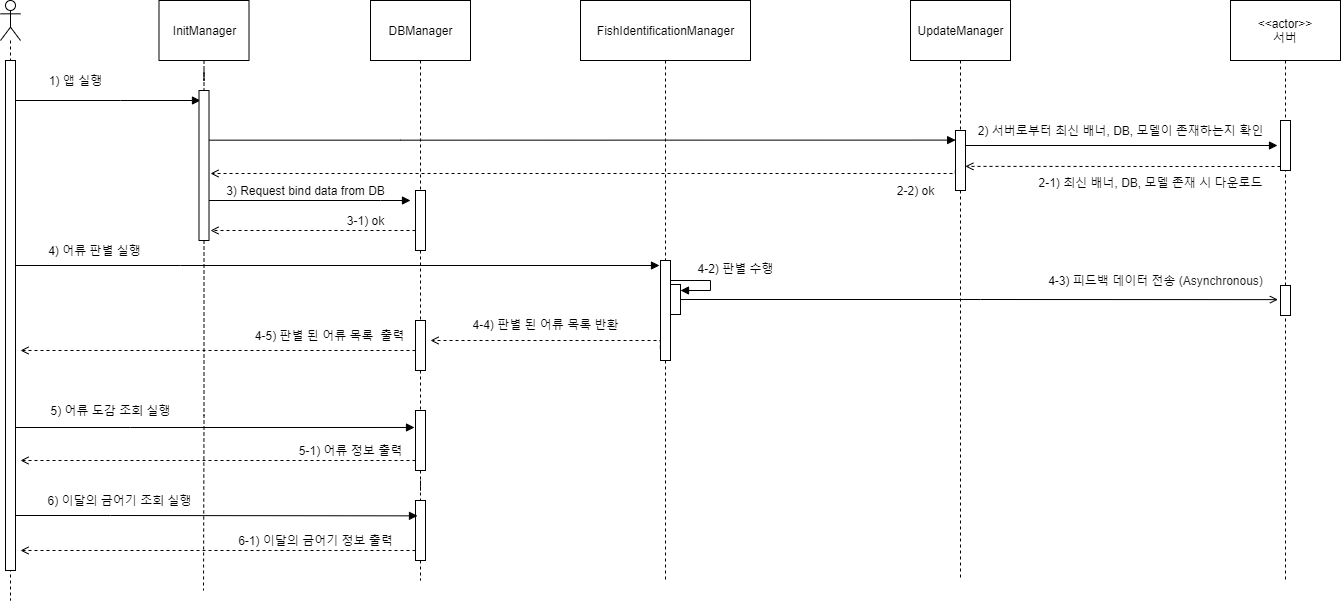 InitManager
DBManager
FishIdentificationManager
UpdateManager
<<actor>>
서버
1) 앱 실행
2) 서버로부터 최신 배너, DB, 모델이 존재하는지 확인
2-1) 최신 배너, DB, 모델 존재 시 다운로드
2-2) ok
3) Request bind data from DB
3-1) ok
4) 어류 판별 실행
4-2) 판별 수행
4-3) 피드백 데이터 전송 (Asynchronous)
4-4) 판별 된 어류 목록 반환
4-5) 판별 된 어류 목록  출력
5) 어류 도감 조회 실행
5-1) 어류 정보 출력
6) 이달의 금어기 조회 실행
6-1) 이달의 금어기 정보 출력